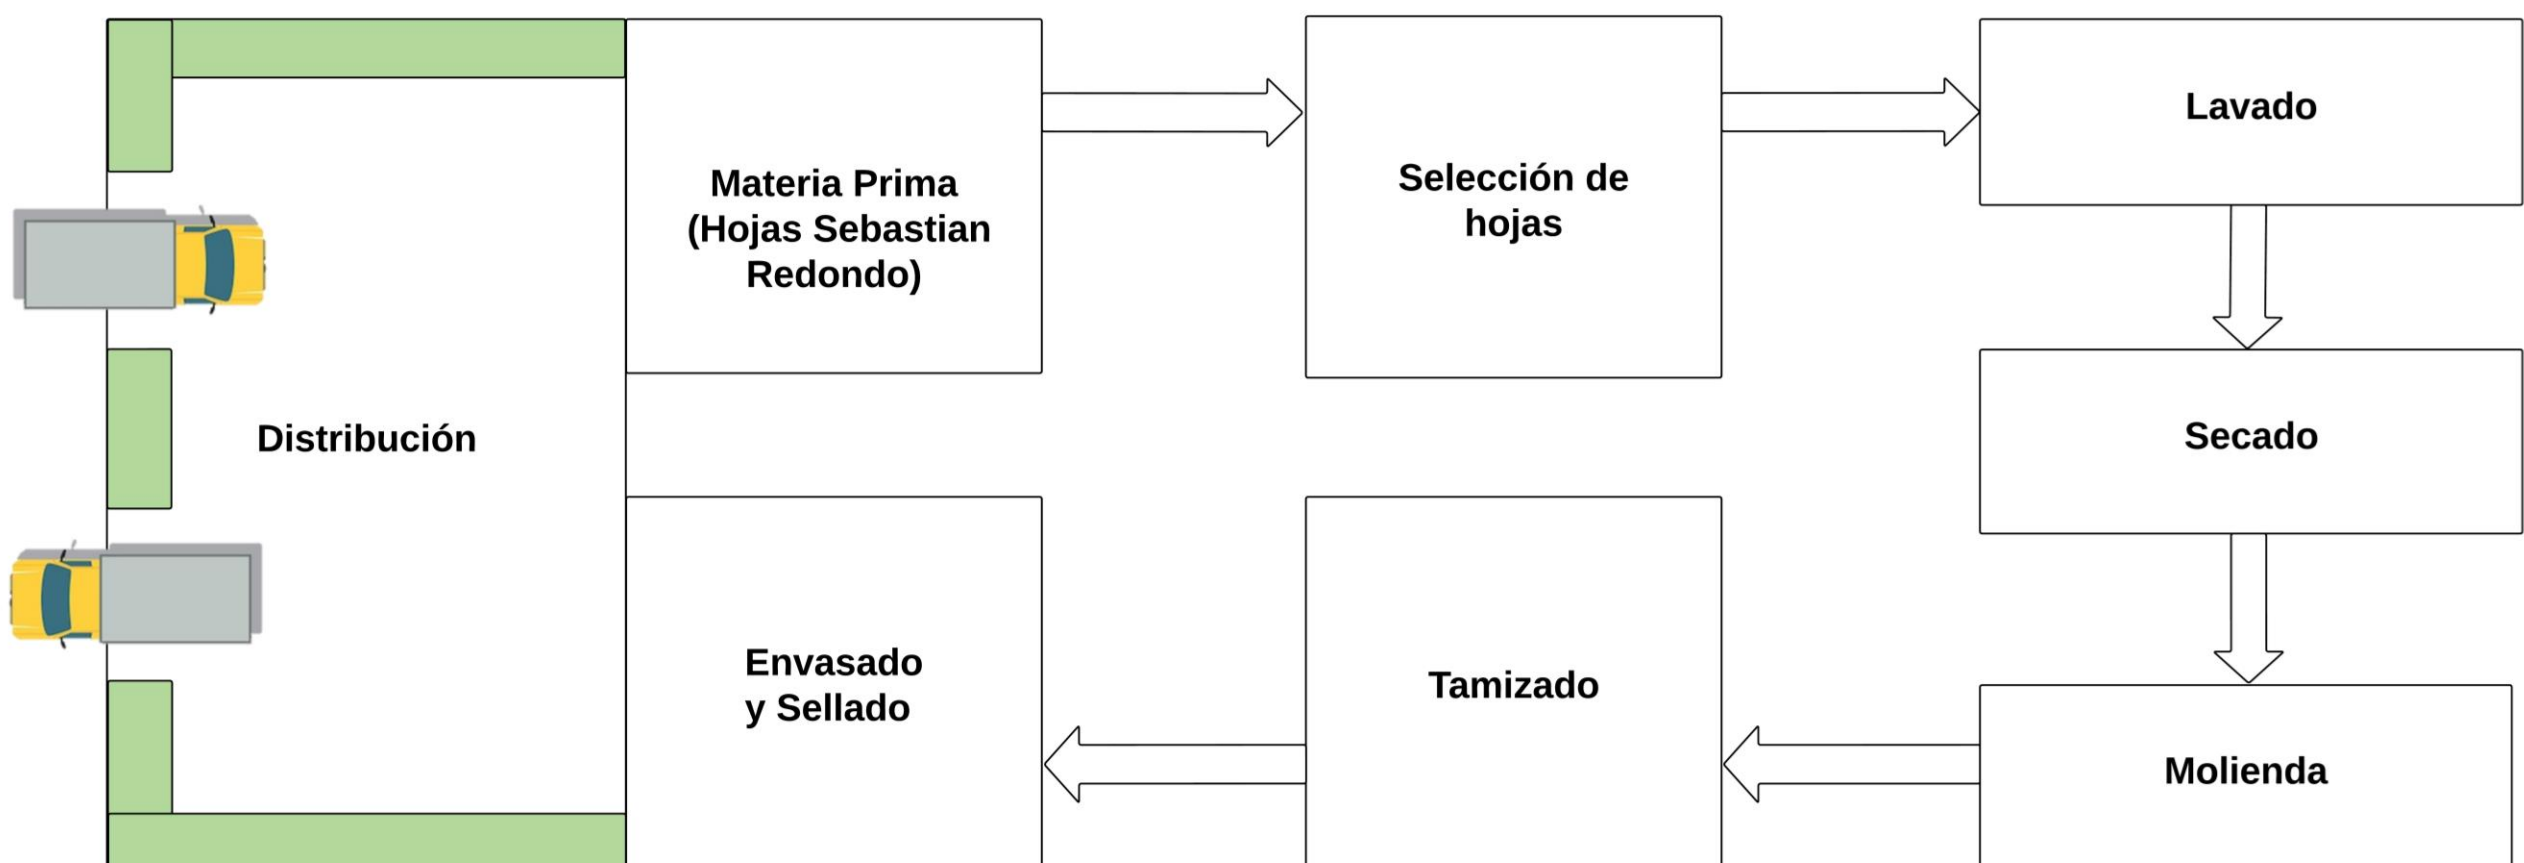 Materia Prima
(Hojas Sebastian
Redondo)
Selección de
hojas
Lavado
Secado
Distribución
Envasado
y Sellado
Tamizado
Molienda